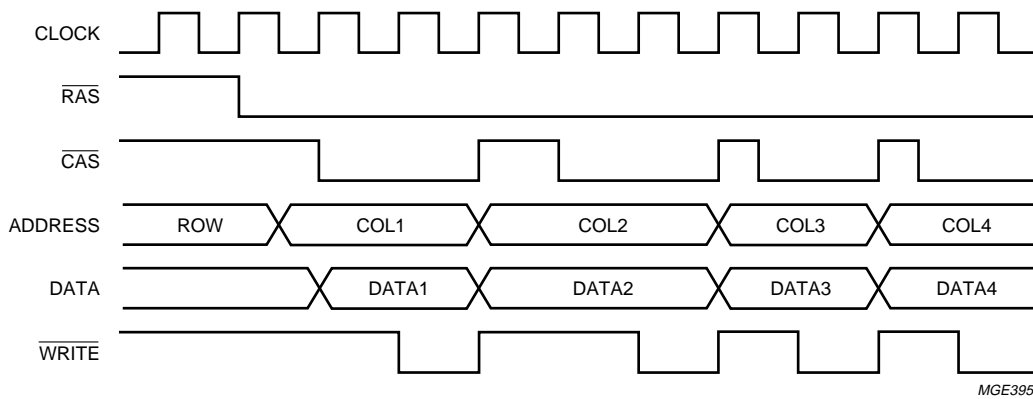 CLOCK
RAS
CAS
ADDRESS ROW COL1 COL2 COL3 COL4
DATA DATA1 DATA2 DATA3 DATA4
WRITE
MGE395